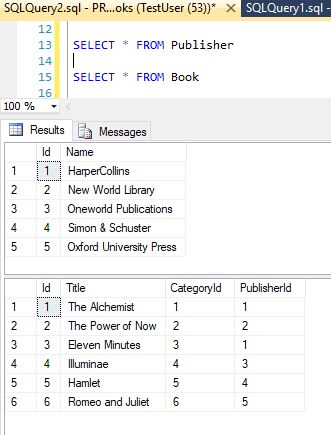 SQLQuery2.sql - PR...oks (TestUser (53))* SQLQuery1.sql -
12
13 SELECT * FROM Publisher
14
15 SELECT * FROM Book
16
100 %
Results Messages
Id Name
1 1 HarperCollins
2 2 New World Library
3 3 Oneworld Publications
4 4 Simon & Schuster
5 5 Oxford University Press
Id Title CategoryId PublisherId
1 1 The Alchemist 1 1
2 2 The Power of Now 2 2
3 3 Eleven Minutes 3 1
4 4 Illuminae 4 3
5 5 Hamlet 5 4
6 6 Romeo and Juliet 6 5